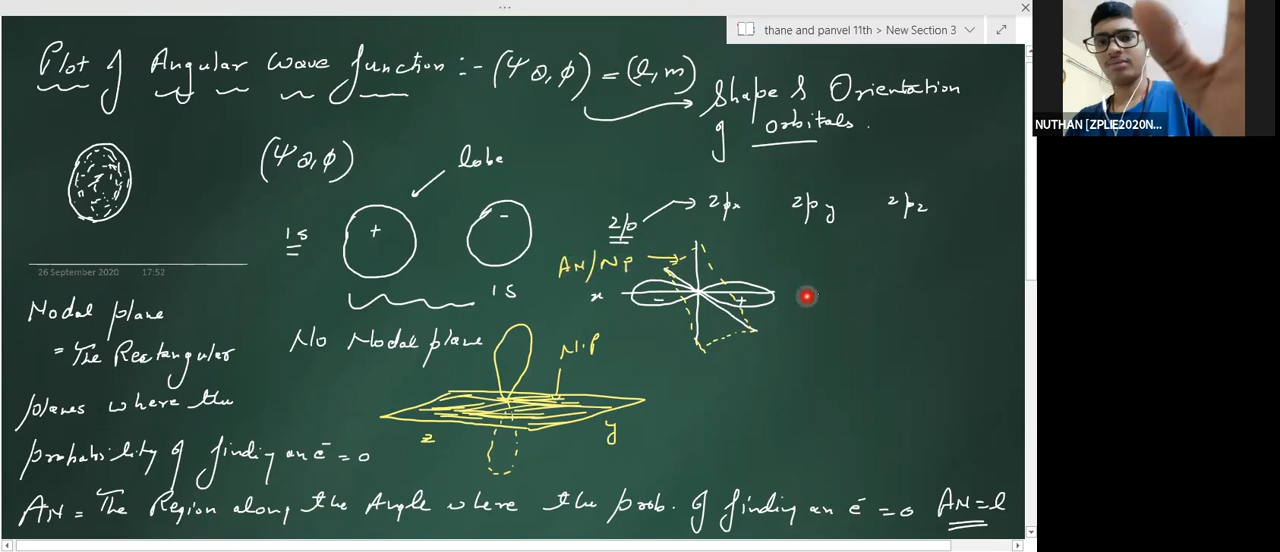 thane and panvel 11th > New Section 3
NUTHAN [ZPLIE2020N...
Plot of Angular wave function :- (Ψ θ, φ) = (l, m)
Shape & Orientation
of orbitals.
(Ψ θ, φ)
lobe
1s
+
-
1s
2p
2px
2py
2pz
AN/NP
x
-
+
26 September 2020
17:52
Nodal plane
= The Rectangular
planes where the
probability of finding an e⁻ = 0
No Nodal plane
N.P
z
y
AN = The Region along the Angle where the prob. of finding an e⁻ = 0
AN = l